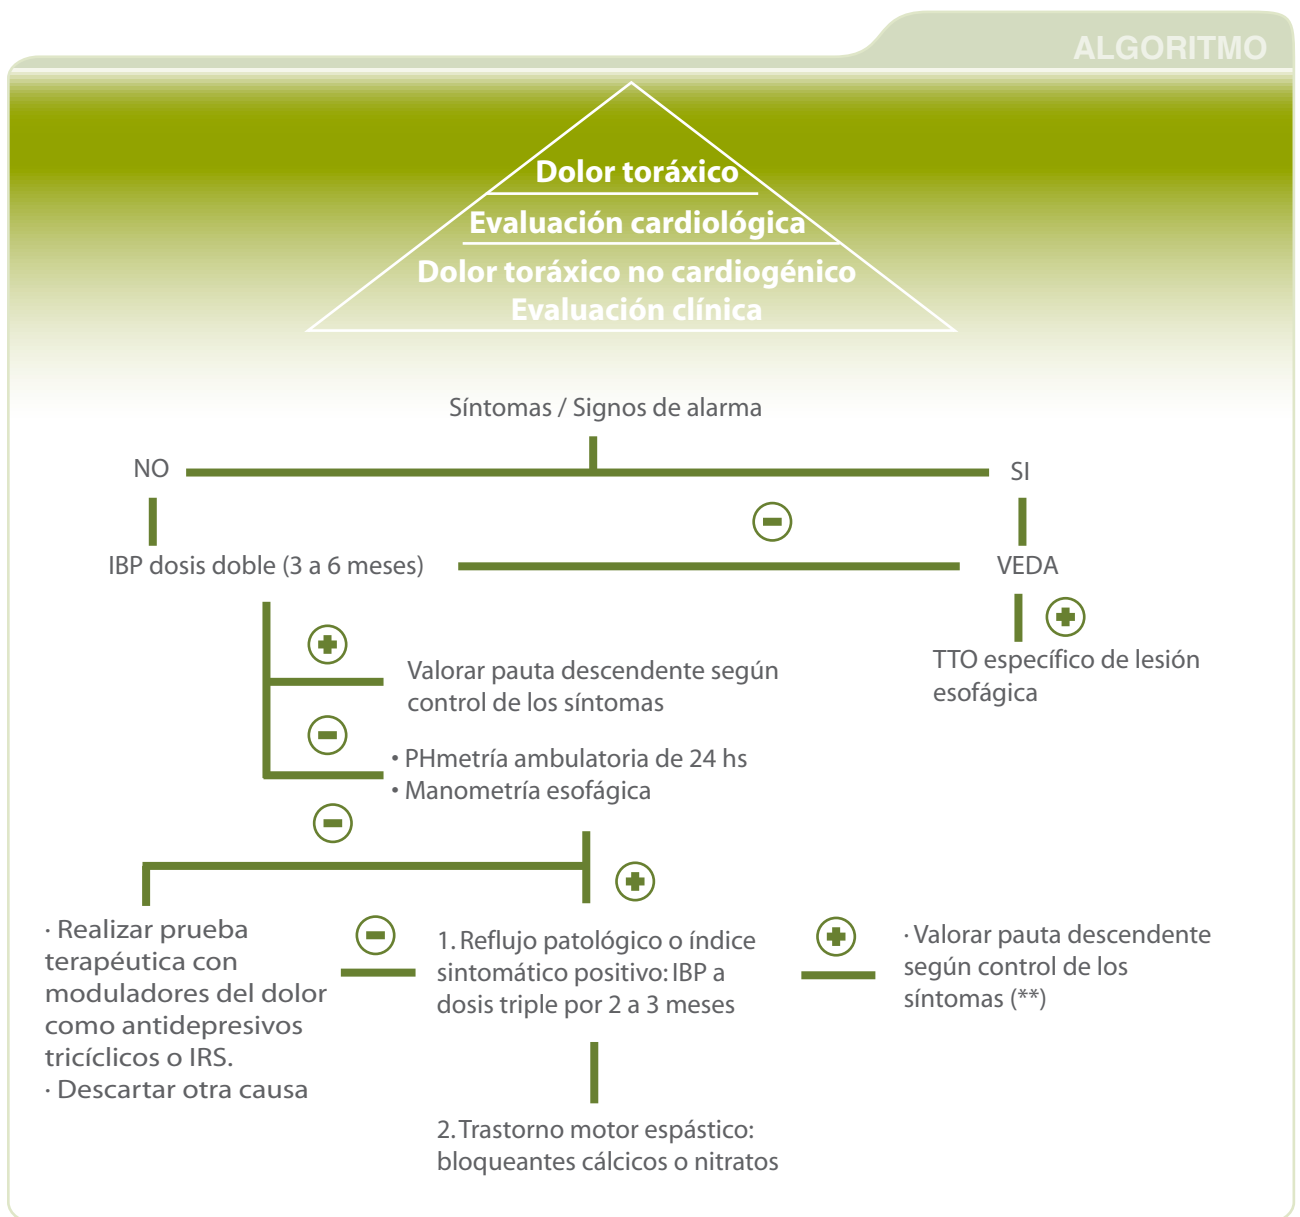 ALGORITMO
Dolor toráxico
Evaluación cardiológica
Dolor toráxico no cardiogénico
Evaluación clínica
Síntomas / Signos de alarma
NO
SI
IBP dosis doble (3 a 6 meses)
VEDA
Valorar pauta descendente según
control de los síntomas
TTO específico de lesión
esofágica
• PHmetría ambulatoria de 24 hs
• Manometría esofágica
· Realizar prueba
terapéutica con
moduladores del dolor
como antidepresivos
tricíclicos o IRS.
· Descartar otra causa
1. Reflujo patológico o índice
sintomático positivo: IBP a
dosis triple por 2 a 3 meses
· Valorar pauta descendente
según control de los
síntomas (**)
2. Trastorno motor espástico:
bloqueantes cálcicos o nitratos